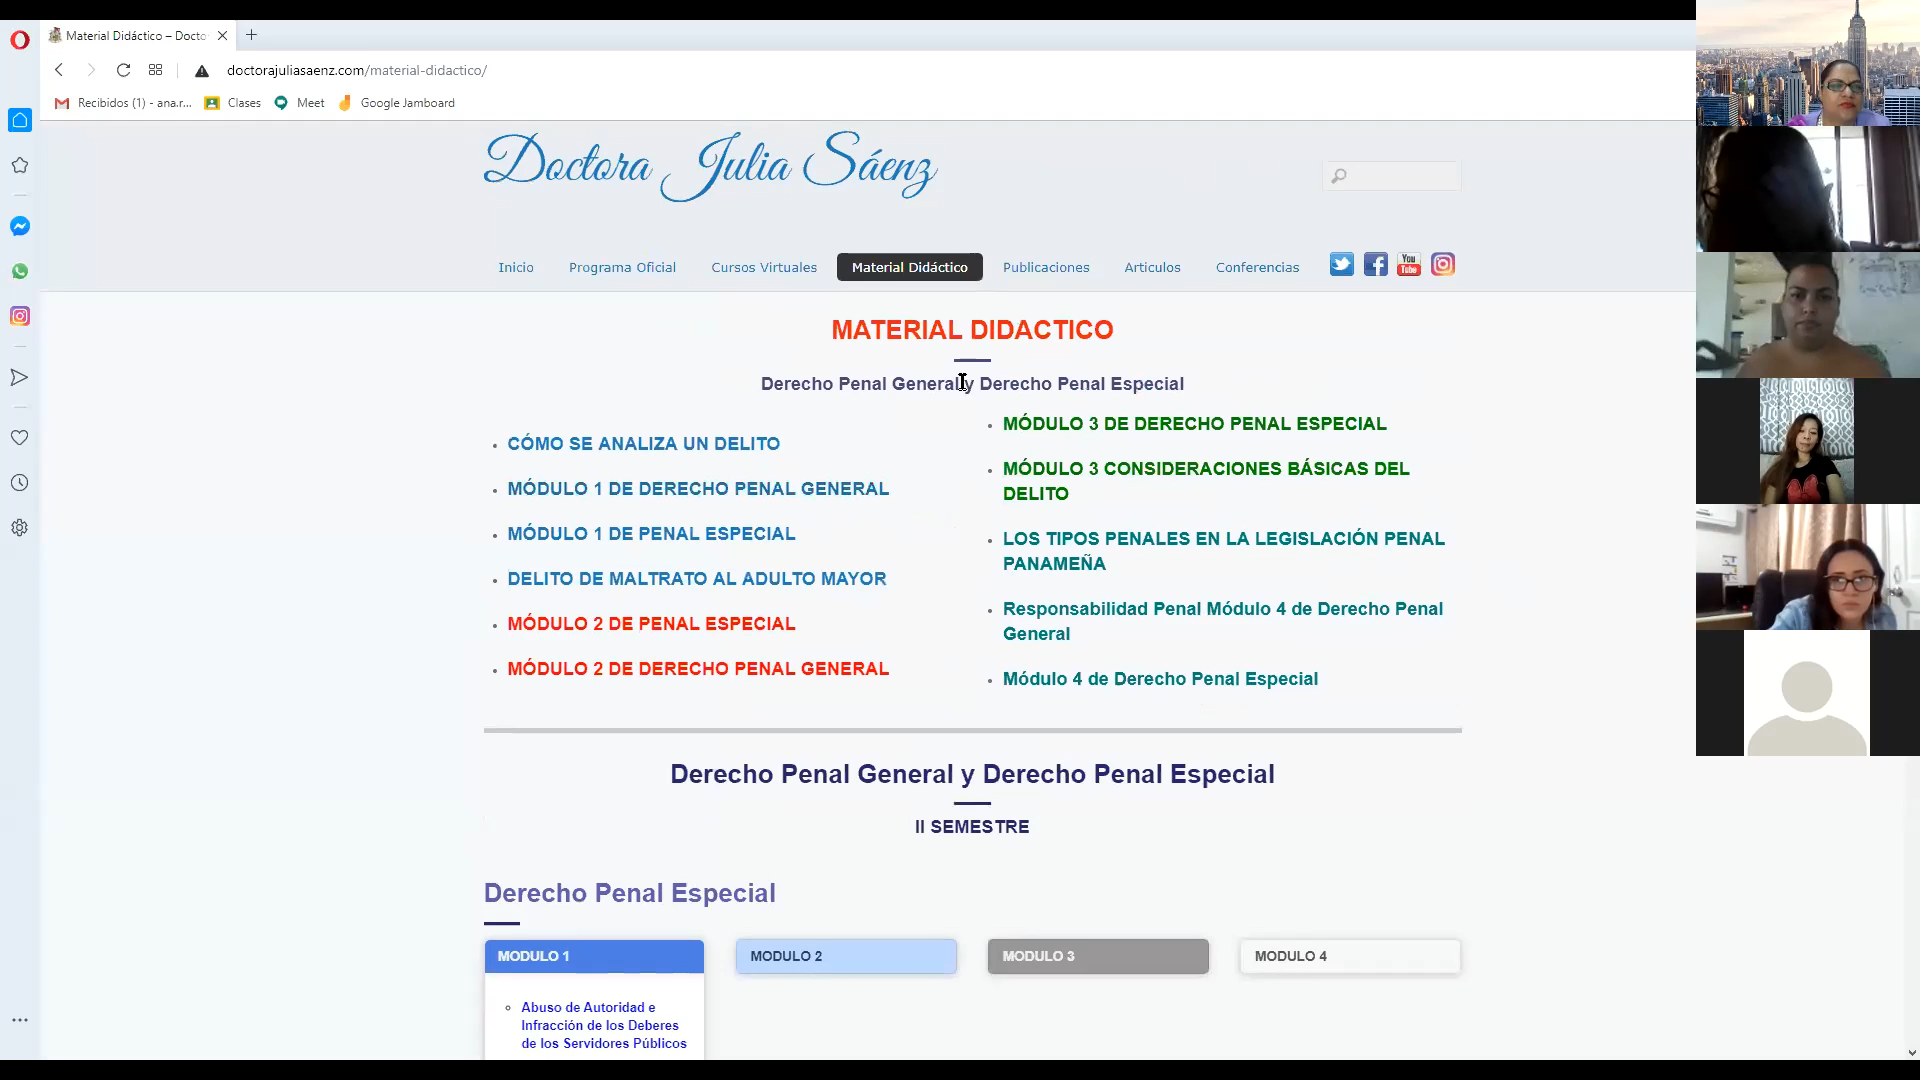 Material Didáctico – Docto
doctorajuliasaenz.com/material-didactico/
Recibidos (1) - ana.r...
Clases
Meet
Google Jamboard
Doctora Julia Sáenz
Inicio
Programa Oficial
Cursos Virtuales
Material Didáctico
Publicaciones
Articulos
Conferencias
You
Tube
MATERIAL DIDACTICO
Derecho Penal General y Derecho Penal Especial
CÓMO SE ANALIZA UN DELITO
MÓDULO 1 DE DERECHO PENAL GENERAL
MÓDULO 1 DE PENAL ESPECIAL
DELITO DE MALTRATO AL ADULTO MAYOR
MÓDULO 2 DE PENAL ESPECIAL
MÓDULO 2 DE DERECHO PENAL GENERAL
MÓDULO 3 DE DERECHO PENAL ESPECIAL
MÓDULO 3 CONSIDERACIONES BÁSICAS DEL
DELITO
LOS TIPOS PENALES EN LA LEGISLACIÓN PENAL
PANAMEÑA
Responsabilidad Penal Módulo 4 de Derecho Penal
General
Módulo 4 de Derecho Penal Especial
Derecho Penal General y Derecho Penal Especial
II SEMESTRE
Derecho Penal Especial
MODULO 1
Abuso de Autoridad e
Infracción de los Deberes
de los Servidores Públicos
MODULO 2
MODULO 3
MODULO 4